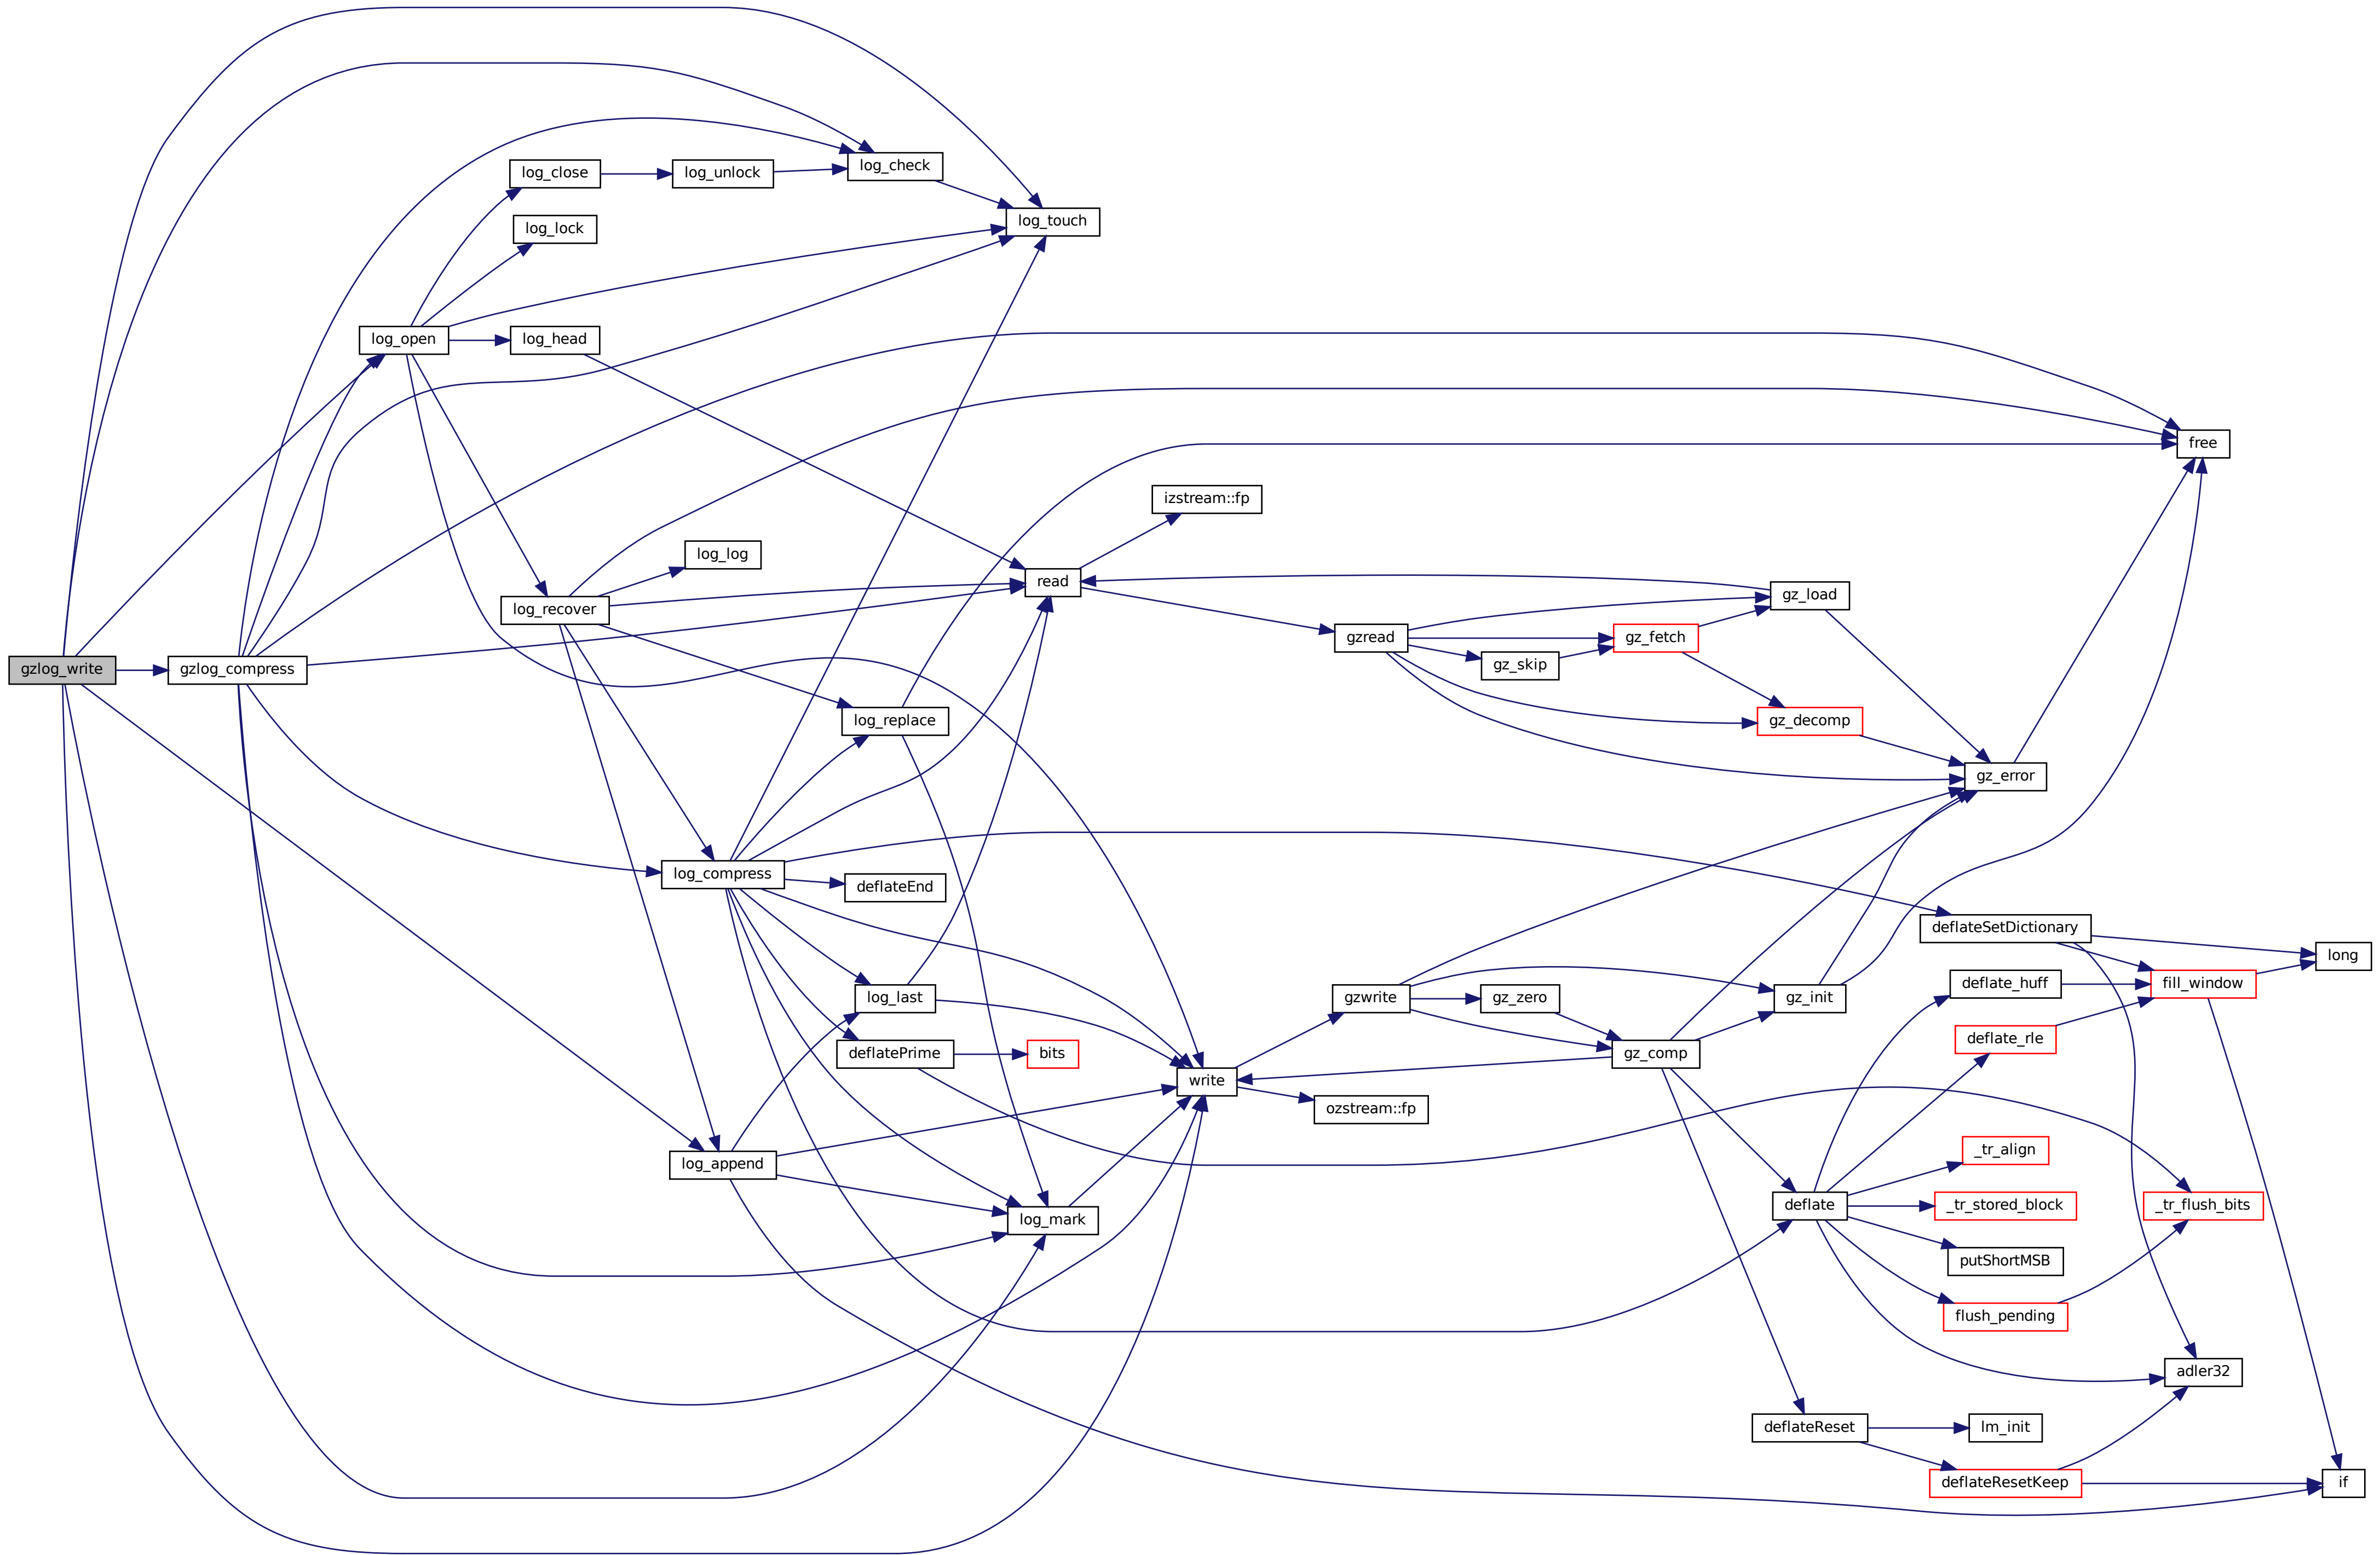 gzlog_write
gzlog_compress
log_open
log_close
log_lock
log_head
log_recover
log_unlock
log_log
log_compress
log_append
log_check
log_replace
deflateEnd
log_last
deflatePrime
log_touch
read
bits
log_mark
izstream::fp
write
gzread
gzwrite
ozstream::fp
gz_skip
gz_zero
gz_fetch
gz_comp
gz_load
gz_decomp
gz_init
deflate
deflateReset
gz_error
deflateSetDictionary
deflate_huff
deflate_rle
_tr_align
_tr_stored_block
putShortMSB
flush_pending
lm_init
deflateResetKeep
free
fill_window
_tr_flush_bits
adler32
long
if